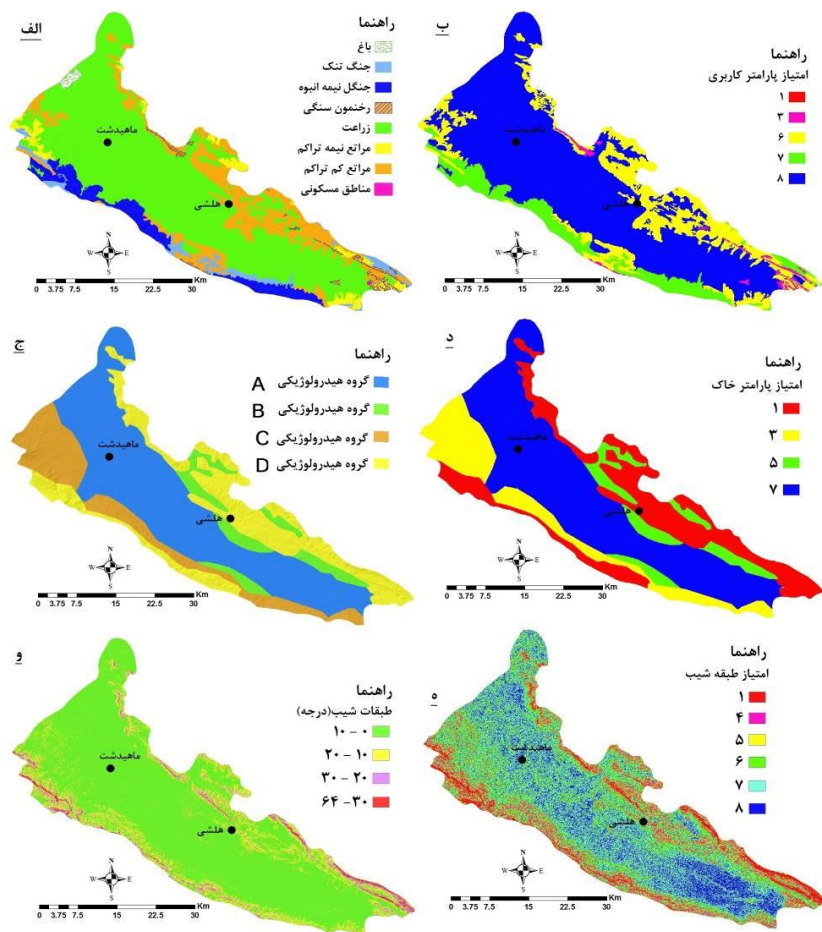 الف
راهنما
باغ
جنگ تنک
جنگل نیمه انبوه
رخنمون سنگی
زراعت
مراتع نیمه تراکم
مراتع کم تراکم
مناطق مسکونی
ماهیدشت
هلشی
N
W E
S
Km
0 3.75 7.5 15 22.5 30
ب
راهنما
امتیاز پارامتر کاربری
۱
۳
۶
۷
۸
ماهیدشت
هلشی
N
W E
S
Km
0 3.75 7.5 15 22.5 30
ج
راهنما
گروه هیدرولوژیکی A
گروه هیدرولوژیکی B
گروه هیدرولوژیکی C
گروه هیدرولوژیکی D
ماهیدشت
هلشی
N
W E
S
Km
0 3.75 7.5 15 22.5 30
د
راهنما
امتیاز پارامتر خاک
۱
۳
۵
۷
ماهیدشت
هلشی
N
W E
S
Km
0 3.75 7.5 15 22.5 30
و
راهنما
طبقات شیب(درجه)
۱۰ - ۰
۲۰ - ۱۰
۳۰ - ۲۰
۶۴ - ۳۰
ماهیدشت
هلشی
N
W E
S
Km
0 3.75 7.5 15 22.5 30
ه
راهنما
امتیاز طبقه شیب
۱
۴
۵
۶
۷
۸
ماهیدشت
هلشی
N
W E
S
Km
0 3.75 7.5 15 22.5 30